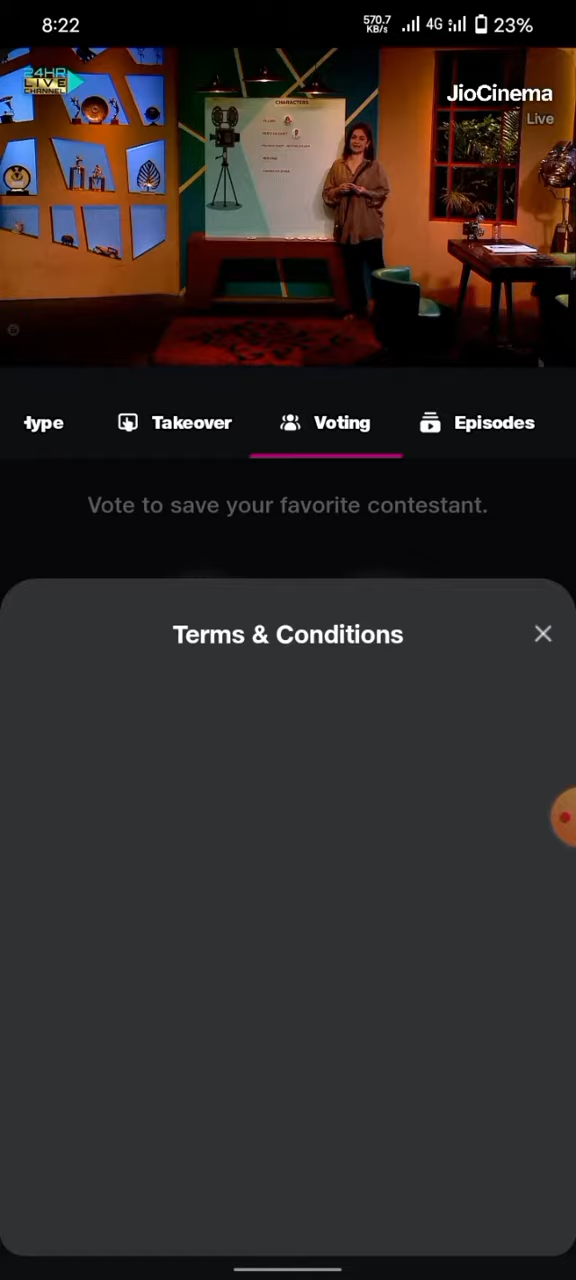 8:22
570.7
KB/s
4G
23%
24HR
LIVE
CHANNEL
JioCinema
Live
CHARACTERS
Hype
Takeover
Voting
Episodes
Vote to save your favorite contestant.
Terms & Conditions